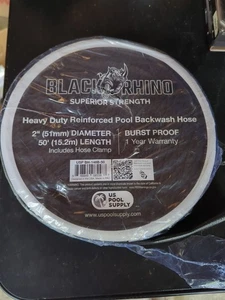 BLACK RHINO
SUPERIOR STRENGTH
Heavy Duty Reinforced Pool Backwash Hose
2" (51mm) DIAMETER
50' (15.2m) LENGTH
Includes Hose Clamp
BURST PROOF
1 Year Warranty
US
POOL
SUPPLY
www.uspoolsupply.com